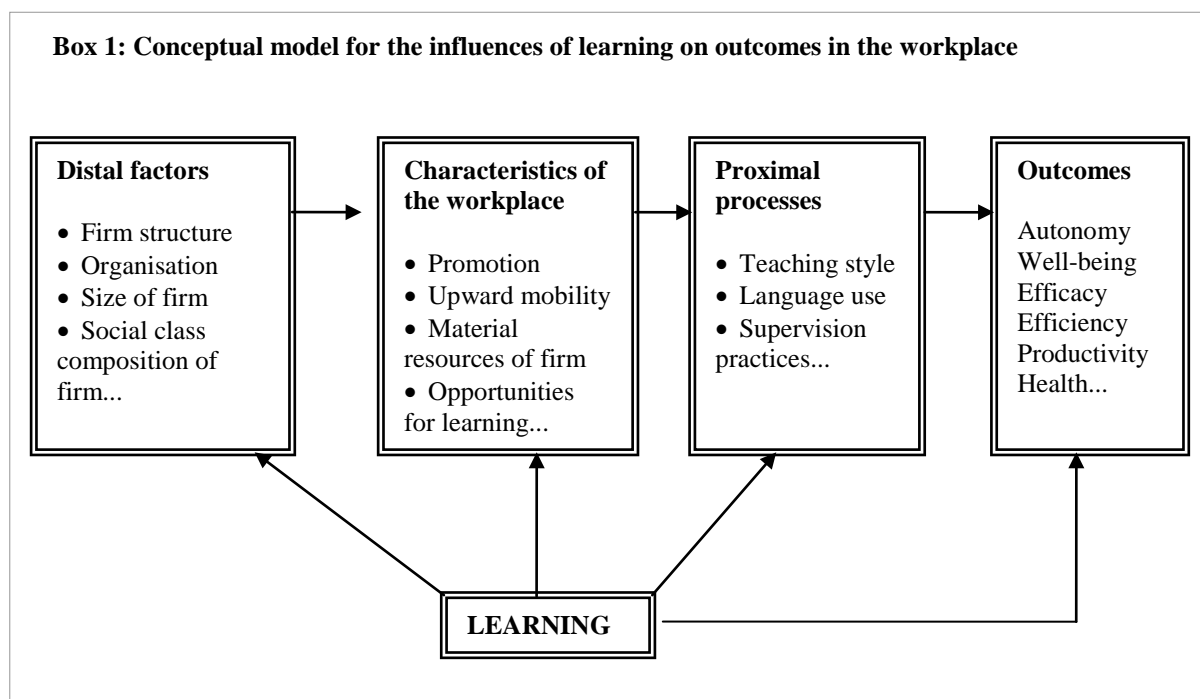 Box 1: Conceptual model for the influences of learning on outcomes in the workplace
Distal factors
• Firm structure
• Organisation
• Size of firm
• Social class
composition of
firm...
Characteristics of
the workplace
• Promotion
• Upward mobility
• Material
resources of firm
• Opportunities
for learning...
Proximal
processes
• Teaching style
• Language use
• Supervision
practices...
Outcomes
Autonomy
Well-being
Efficacy
Efficiency
Productivity
Health...
LEARNING